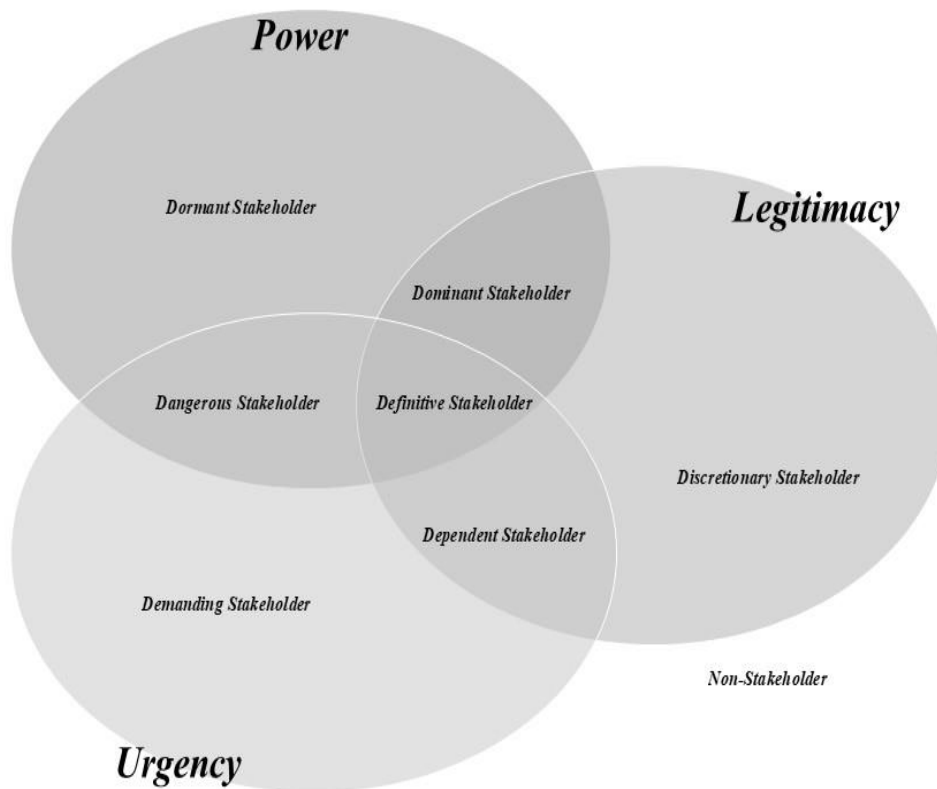 Power
Legitimacy
Dormant Stakeholder
Dominant Stakeholder
Dangerous Stakeholder
Definitive Stakeholder
Discretionary Stakeholder
Dependent Stakeholder
Demanding Stakeholder
Non-Stakeholder
Urgency